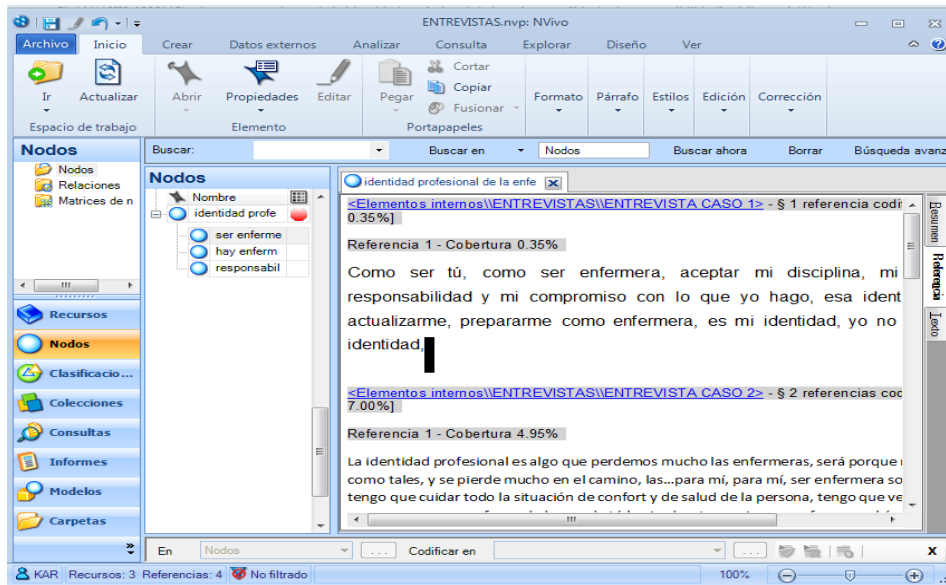 ENTREVISTAS.nvp: NVivo
Archivo Inicio Crear Datos externos Analizar Consulta Explorar Diseño Ver
Cortar
Copiar
Fusionar
Ir Actualizar Abrir Propiedades Editar Pegar Formato Párrafo Estilos Edición Corrección
Espacio de trabajo Elemento Portapapeles
Nodos
Buscar: Buscar en Nodos Buscar ahora Borrar Búsqueda avanz
Nodos
Relaciones
Matrices de n
Recursos
Nodos
Clasificacio...
Colecciones
Consultas
Informes
Modelos
Carpetas
Nodos
Nombre
identidad profe
ser enferme
hay enferm
responsabil
identidad profesional de la enfe
<Elementos internos\\ENTREVISTAS\\ENTREVISTA CASO 1> - § 1 referencia codi
0.35%]
Referencia 1 - Cobertura 0.35%
Como ser tú, como ser enfermera, aceptar mi disciplina, mi
responsabilidad y mi compromiso con lo que yo hago, esa ident
actualizarme, prepararme como enfermera, es mi identidad, yo no
identidad,
<Elementos internos\\ENTREVISTAS\\ENTREVISTA CASO 2> - § 2 referencias coc
7.00%]
Referencia 1 - Cobertura 4.95%
La identidad profesional es algo que perdemos mucho las enfermeras, será porque
como tales, y se pierde mucho en el camino, las...para mí, para mí, ser enfermera so
tengo que cuidar todo la situación de confort y de salud de la persona, tengo que ve
Resumen
Referencia
Texto
En Nodos ... Codificar en ... X
KAR Recursos: 3 Referencias: 4 No filtrado 100%